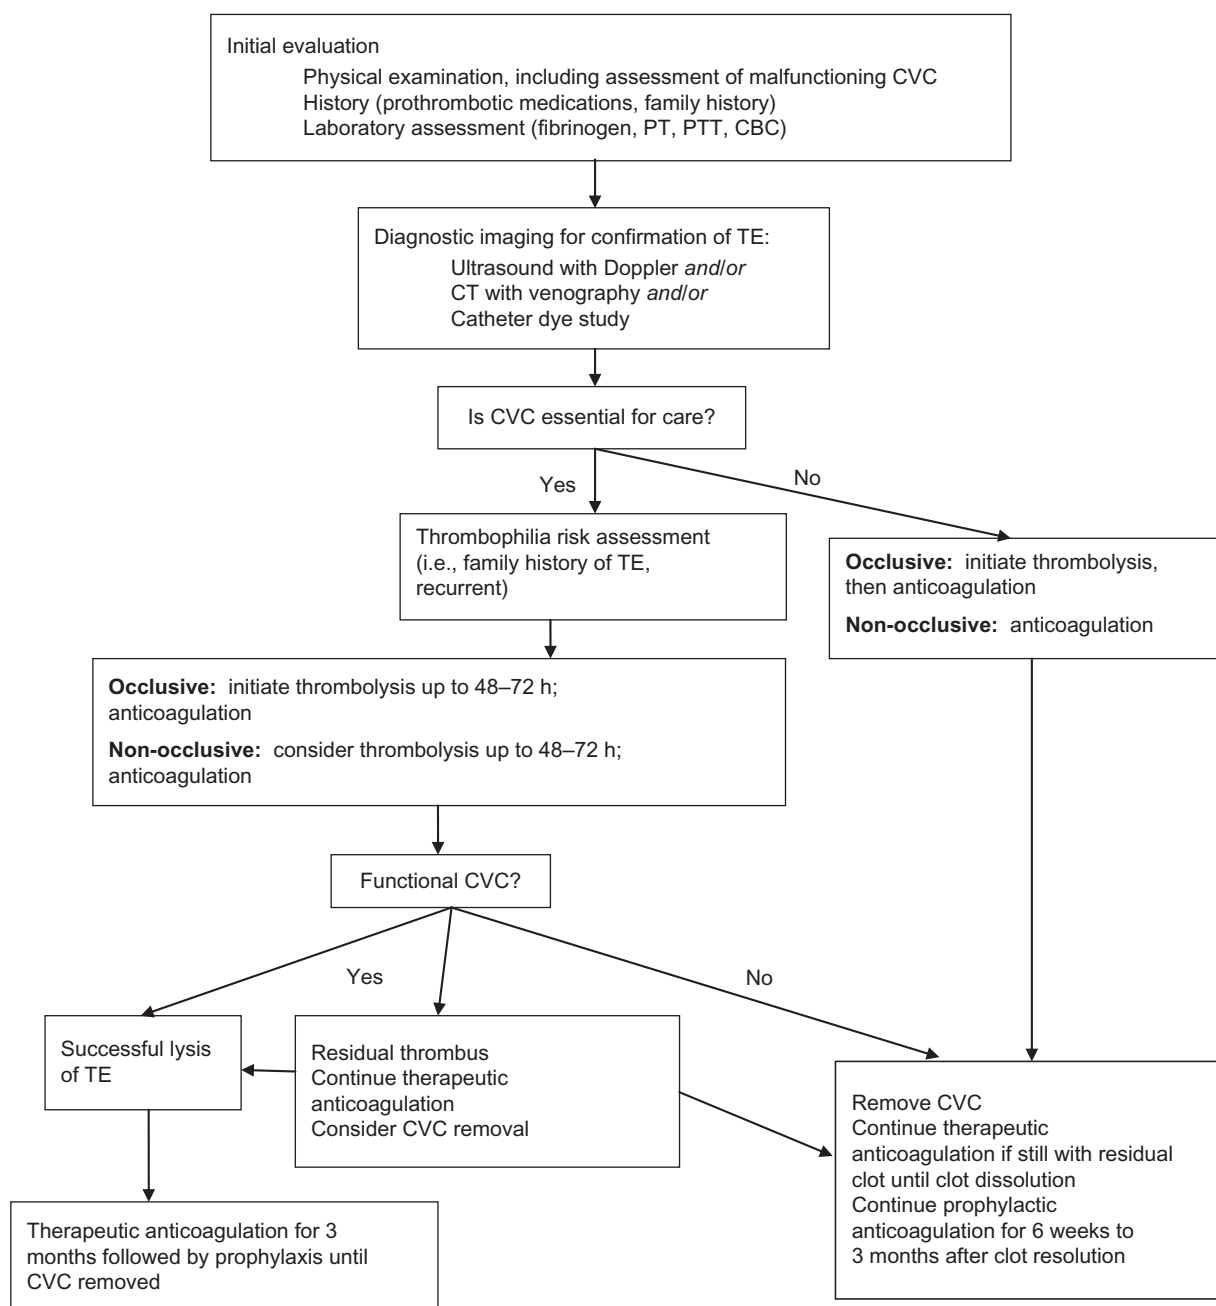 Initial evaluation
Physical examination, including assessment of malfunctioning CVC
History (prothrombotic medications, family history)
Laboratory assessment (fibrinogen, PT, PTT, CBC)
Diagnostic imaging for confirmation of TE:
Ultrasound with Doppler and/or
CT with venography and/or
Catheter dye study
Is CVC essential for care?
Yes
No
Thrombophilia risk assessment
(i.e., family history of TE,
recurrent)
Occlusive: initiate thrombolysis,
then anticoagulation
Non-occlusive: anticoagulation
Occlusive: initiate thrombolysis up to 48–72 h;
anticoagulation
Non-occlusive: consider thrombolysis up to 48–72 h;
anticoagulation
Functional CVC?
Yes
No
Successful lysis
of TE
Residual thrombus
Continue therapeutic
anticoagulation
Consider CVC removal
Remove CVC
Continue therapeutic
anticoagulation if still with residual
clot until clot dissolution
Continue prophylactic
anticoagulation for 6 weeks to
3 months after clot resolution
Therapeutic anticoagulation for 3
months followed by prophylaxis until
CVC removed